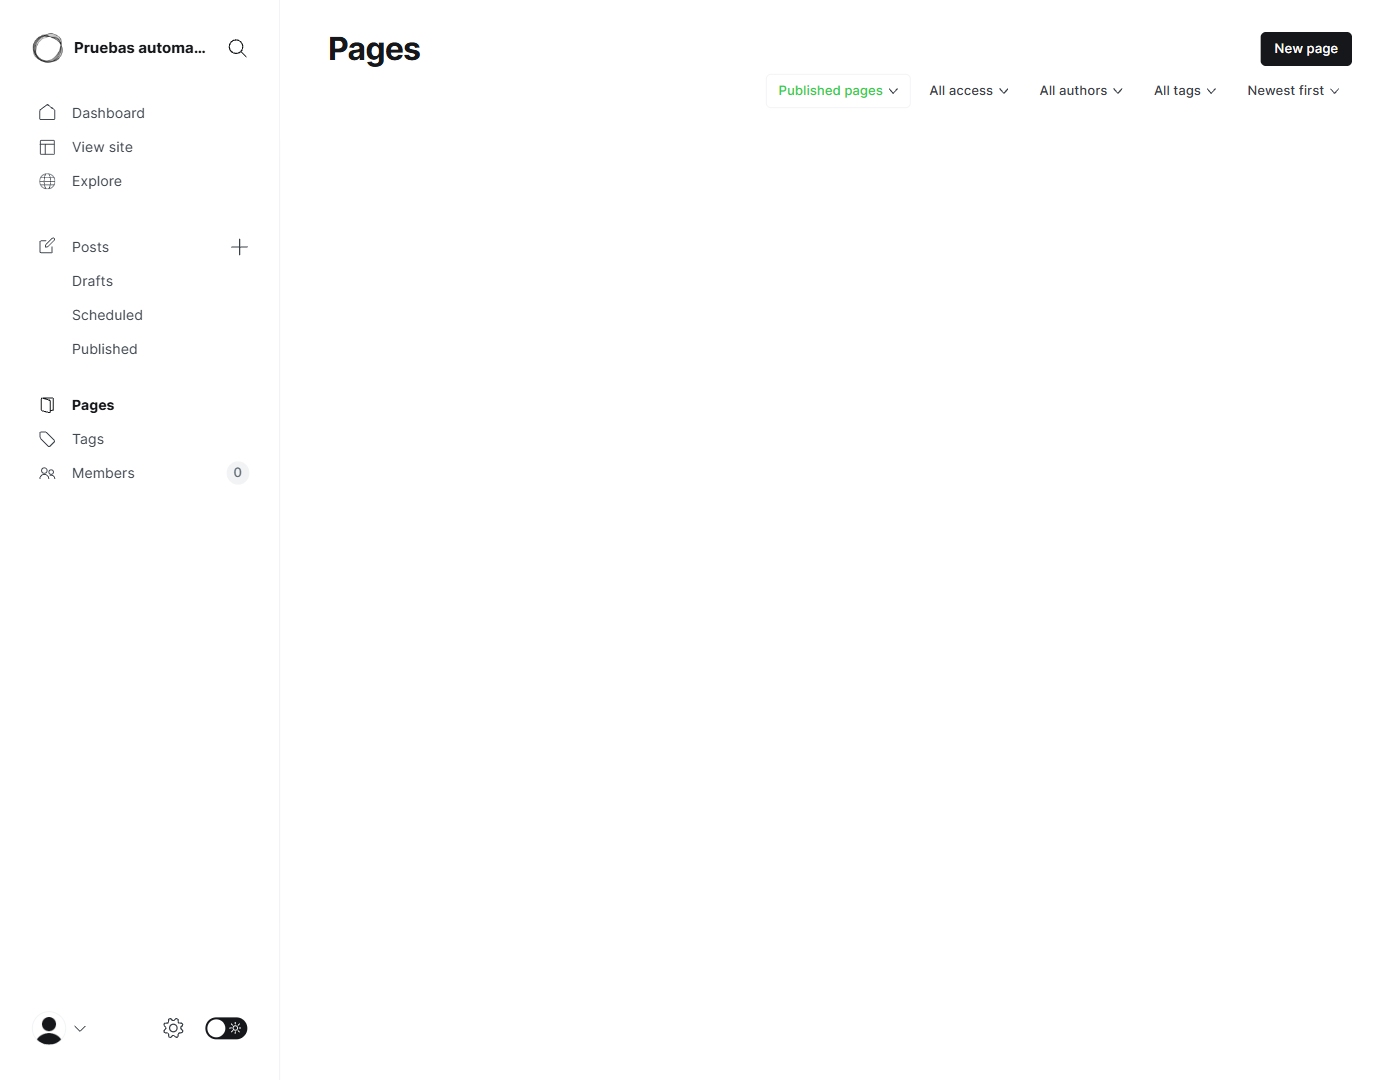 Pruebas automa...
Dashboard
View site
Explore
Posts
Drafts
Scheduled
Published
Pages
Tags
Members 0
Pages
New page
Published pages All access All authors All tags Newest first